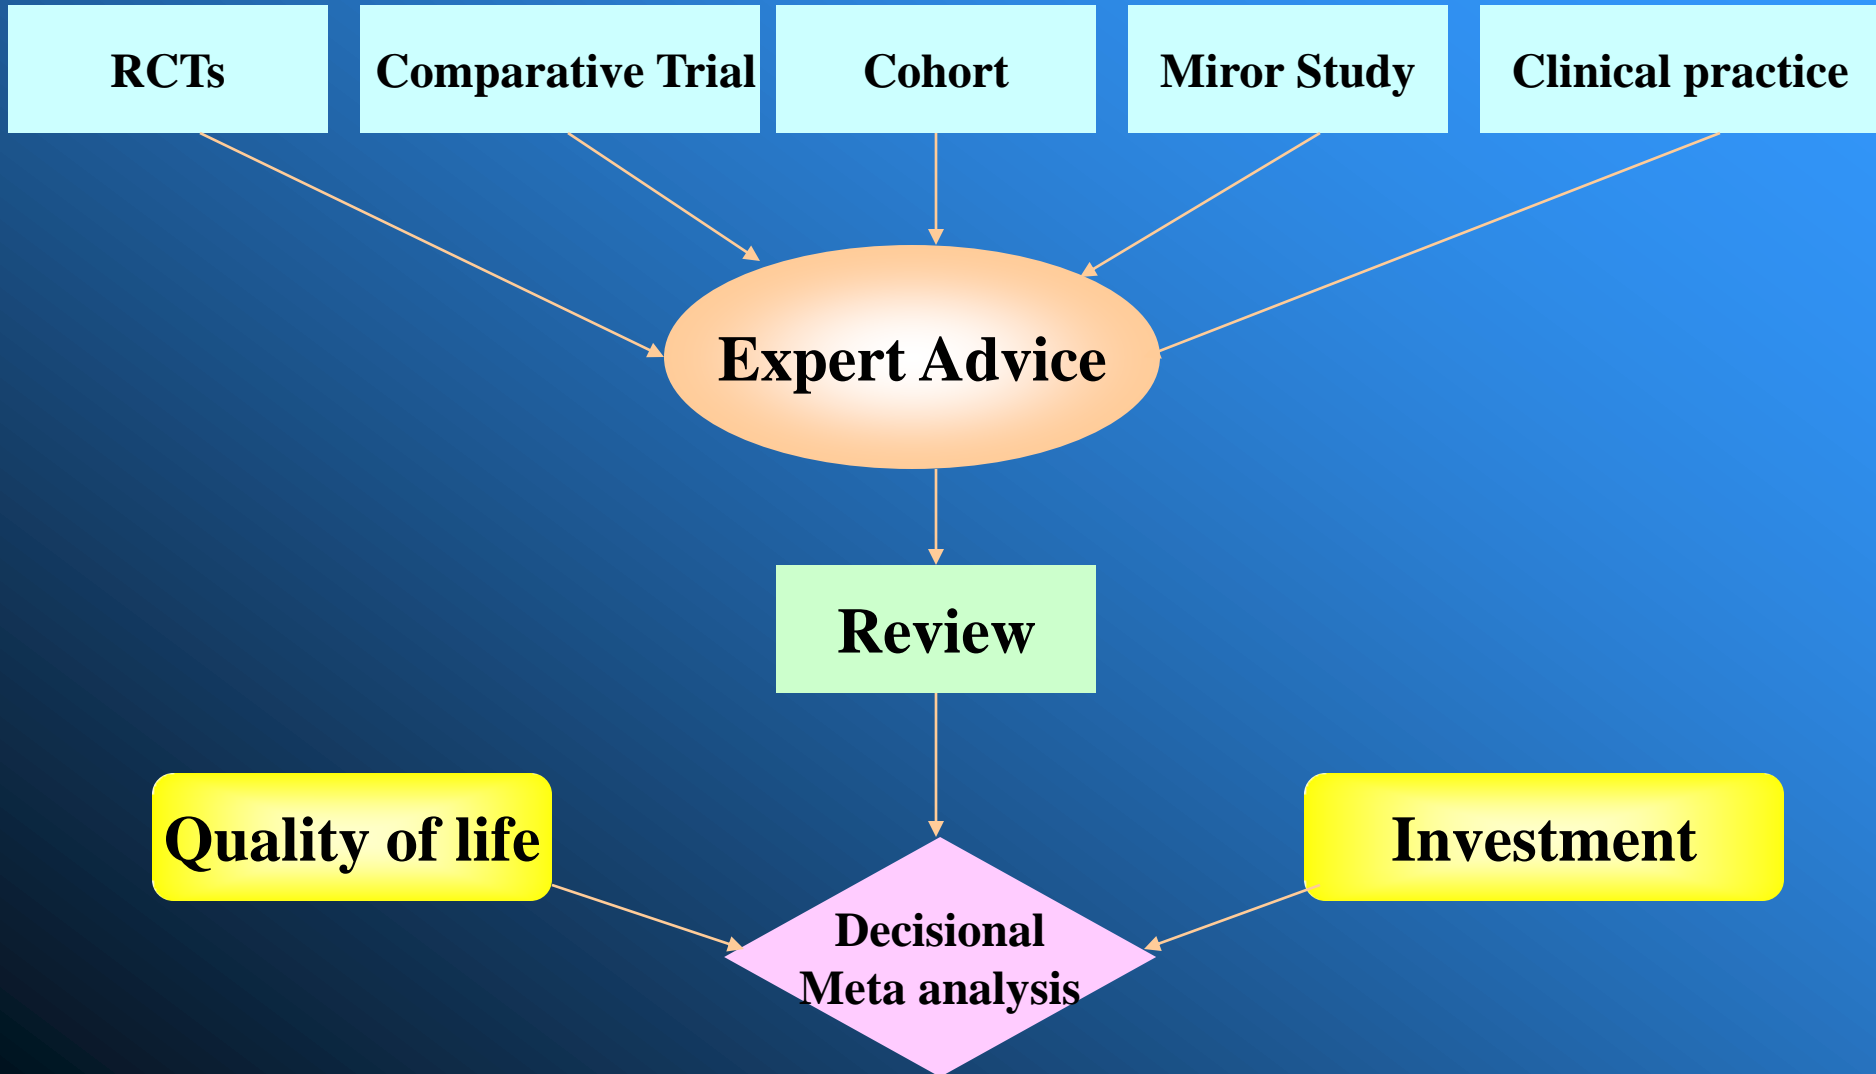 RCTs
Comparative Trial
Cohort
Miror Study
Clinical practice
Expert Advice
Review
Quality of life
Investment
Decisional
Meta analysis